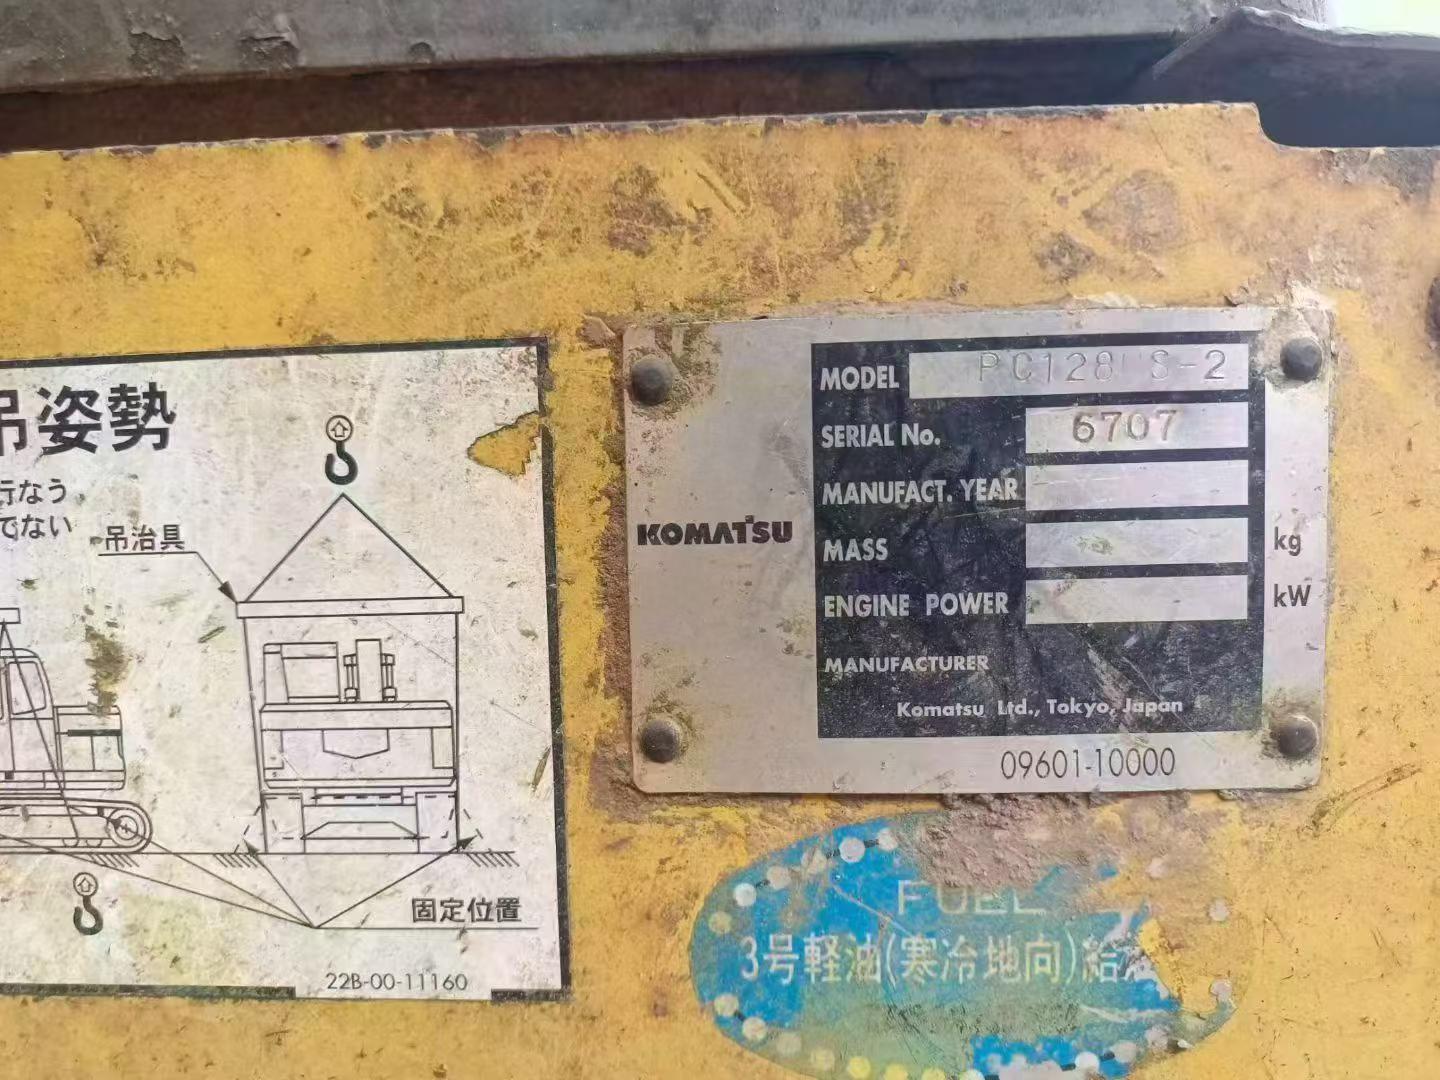 吊姿勢
行なう
でない
吊治具
固定位置
22B-00-11160
KOMATSU
MODEL PC128US-2
SERIAL No. 6707
MANUFACT. YEAR
MASS kg
ENGINE POWER kW
MANUFACTURER
Komatsu Ltd., Tokyo, Japan
09601-10000
FUEL
3号軽油(寒冷地向)給油